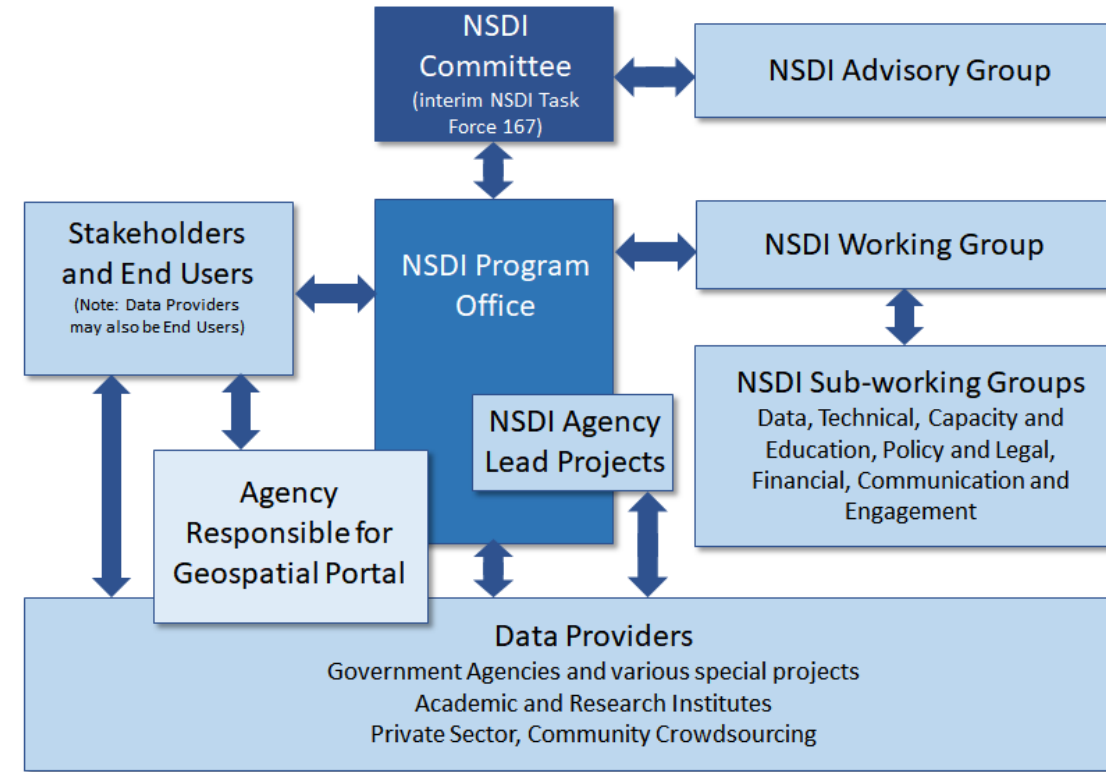 NSDI
Committee
(interim NSDI Task
Force 167)
NSDI Advisory Group
Stakeholders
and End Users
(Note: Data Providers
may also be End Users)
NSDI Program
Office
NSDI Working Group
NSDI Sub-working Groups
Data, Technical, Capacity and
Education, Policy and Legal,
Financial, Communication and
Engagement
NSDI Agency
Lead Projects
Agency
Responsible for
Geospatial Portal
Data Providers
Government Agencies and various special projects
Academic and Research Institutes
Private Sector, Community Crowdsourcing